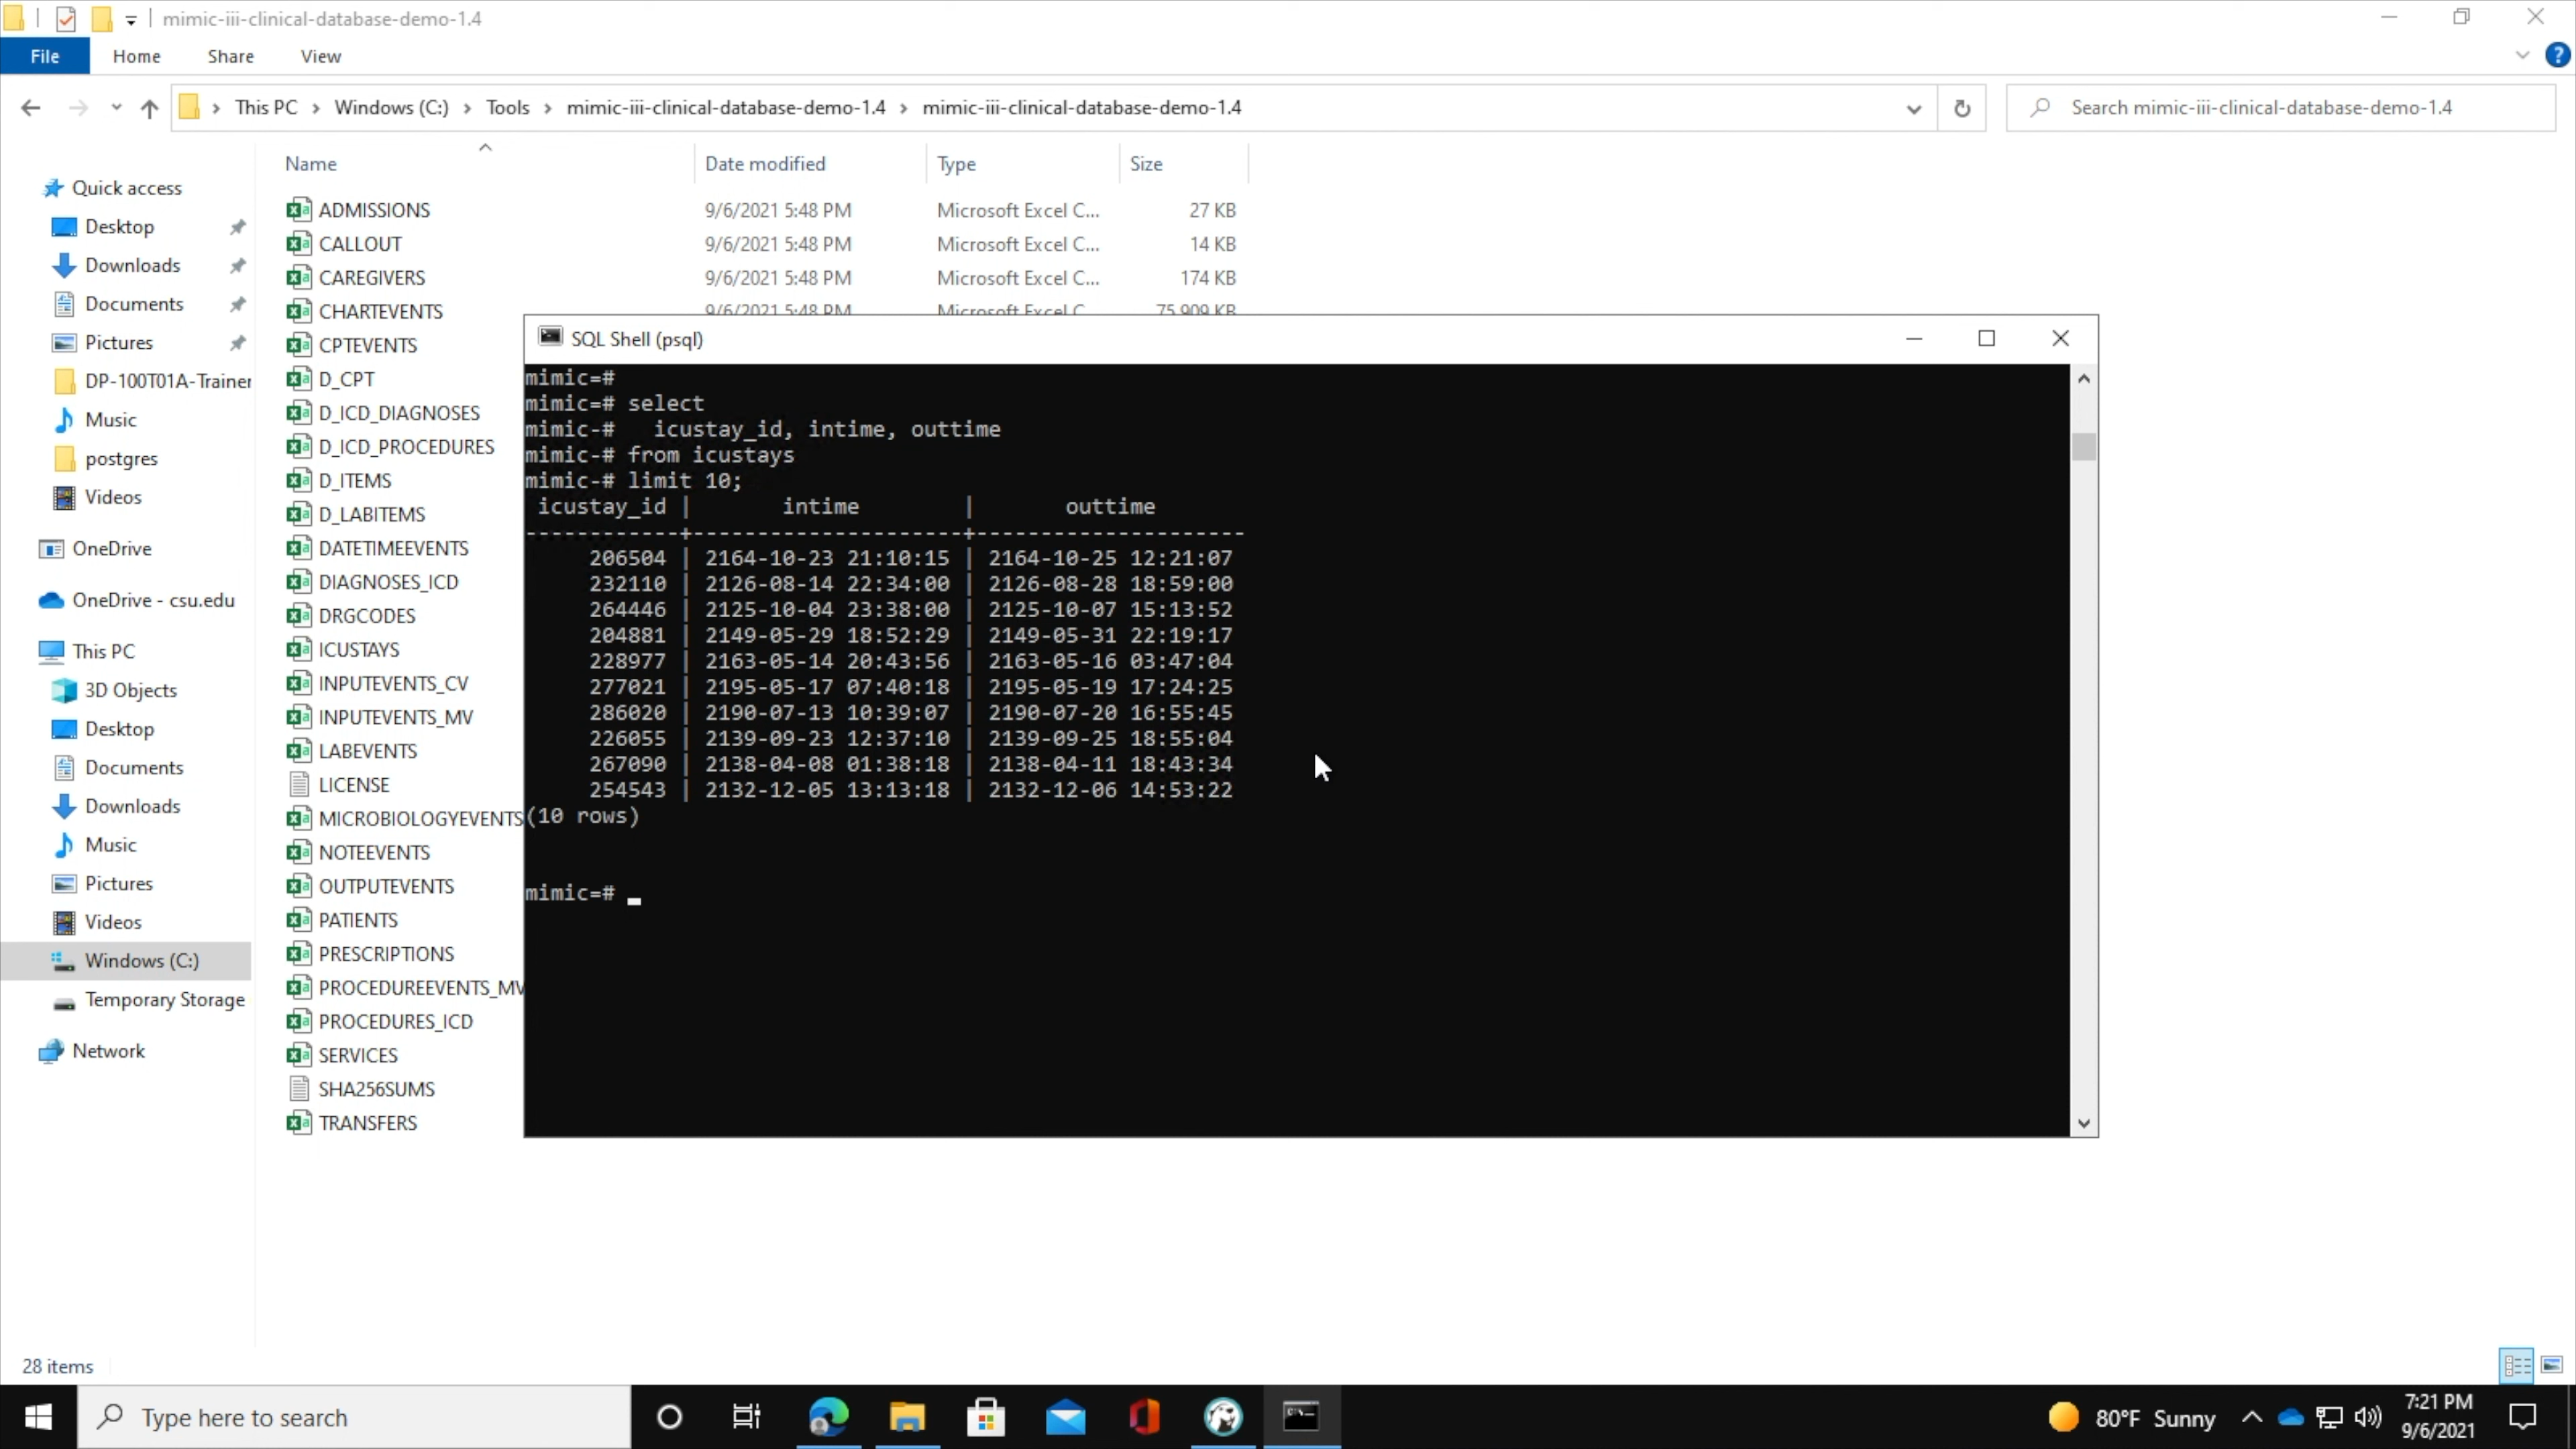 mimic-iii-clinical-database-demo-1.4
File Home Share View
This PC Windows (C:) Tools mimic-iii-clinical-database-demo-1.4 mimic-iii-clinical-database-demo-1.4
Search mimic-iii-clinical-database-demo-1.4
Name Date modified Type Size
Quick access
Desktop
Downloads
Documents
Pictures
DP-100T01A-Trainer
Music
postgres
Videos
OneDrive
OneDrive - csu.edu
This PC
3D Objects
Desktop
Documents
Downloads
Music
Pictures
Videos
Windows (C:)
Temporary Storage
Network
ADMISSIONS 9/6/2021 5:48 PM Microsoft Excel C... 27 KB
CALLOUT 9/6/2021 5:48 PM Microsoft Excel C... 14 KB
CAREGIVERS 9/6/2021 5:48 PM Microsoft Excel C... 174 KB
CHARTEVENTS 9/6/2021 5:48 PM Microsoft Excel C 75,909 KB
CPTEVENTS
D_CPT
D_ICD_DIAGNOSES
D_ICD_PROCEDURES
D_ITEMS
D_LABITEMS
DATETIMEEVENTS
DIAGNOSES_ICD
DRGCODES
ICUSTAYS
INPUTEVENTS_CV
INPUTEVENTS_MV
LABEVENTS
LICENSE
MICROBIOLOGYEVENTS
NOTEEVENTS
OUTPUTEVENTS
PATIENTS
PRESCRIPTIONS
PROCEDUREEVENTS_MV
PROCEDURES_ICD
SERVICES
SHA256SUMS
TRANSFERS
SQL Shell (psql)
mimic=#
mimic=# select
mimic-#   icustay_id, intime, outtime
mimic-# from icustays
mimic-# limit 10;
icustay_id | intime | outtime
------------+---------------------+---------------------
206504 | 2164-10-23 21:10:15 | 2164-10-25 12:21:07
232110 | 2126-08-14 22:34:00 | 2126-08-28 18:59:00
264446 | 2125-10-04 23:38:00 | 2125-10-07 15:13:52
204881 | 2149-05-29 18:52:29 | 2149-05-31 22:19:17
228977 | 2163-05-14 20:43:56 | 2163-05-16 03:47:04
277021 | 2195-05-17 07:40:18 | 2195-05-19 17:24:25
286020 | 2190-07-13 10:39:07 | 2190-07-20 16:55:45
226055 | 2139-09-23 12:37:10 | 2139-09-25 18:55:04
267090 | 2138-04-08 01:38:18 | 2138-04-11 18:43:34
254543 | 2132-12-05 13:13:18 | 2132-12-06 14:53:22
(10 rows)
mimic=#
28 items
Type here to search
80°F Sunny
7:21 PM
9/6/2021